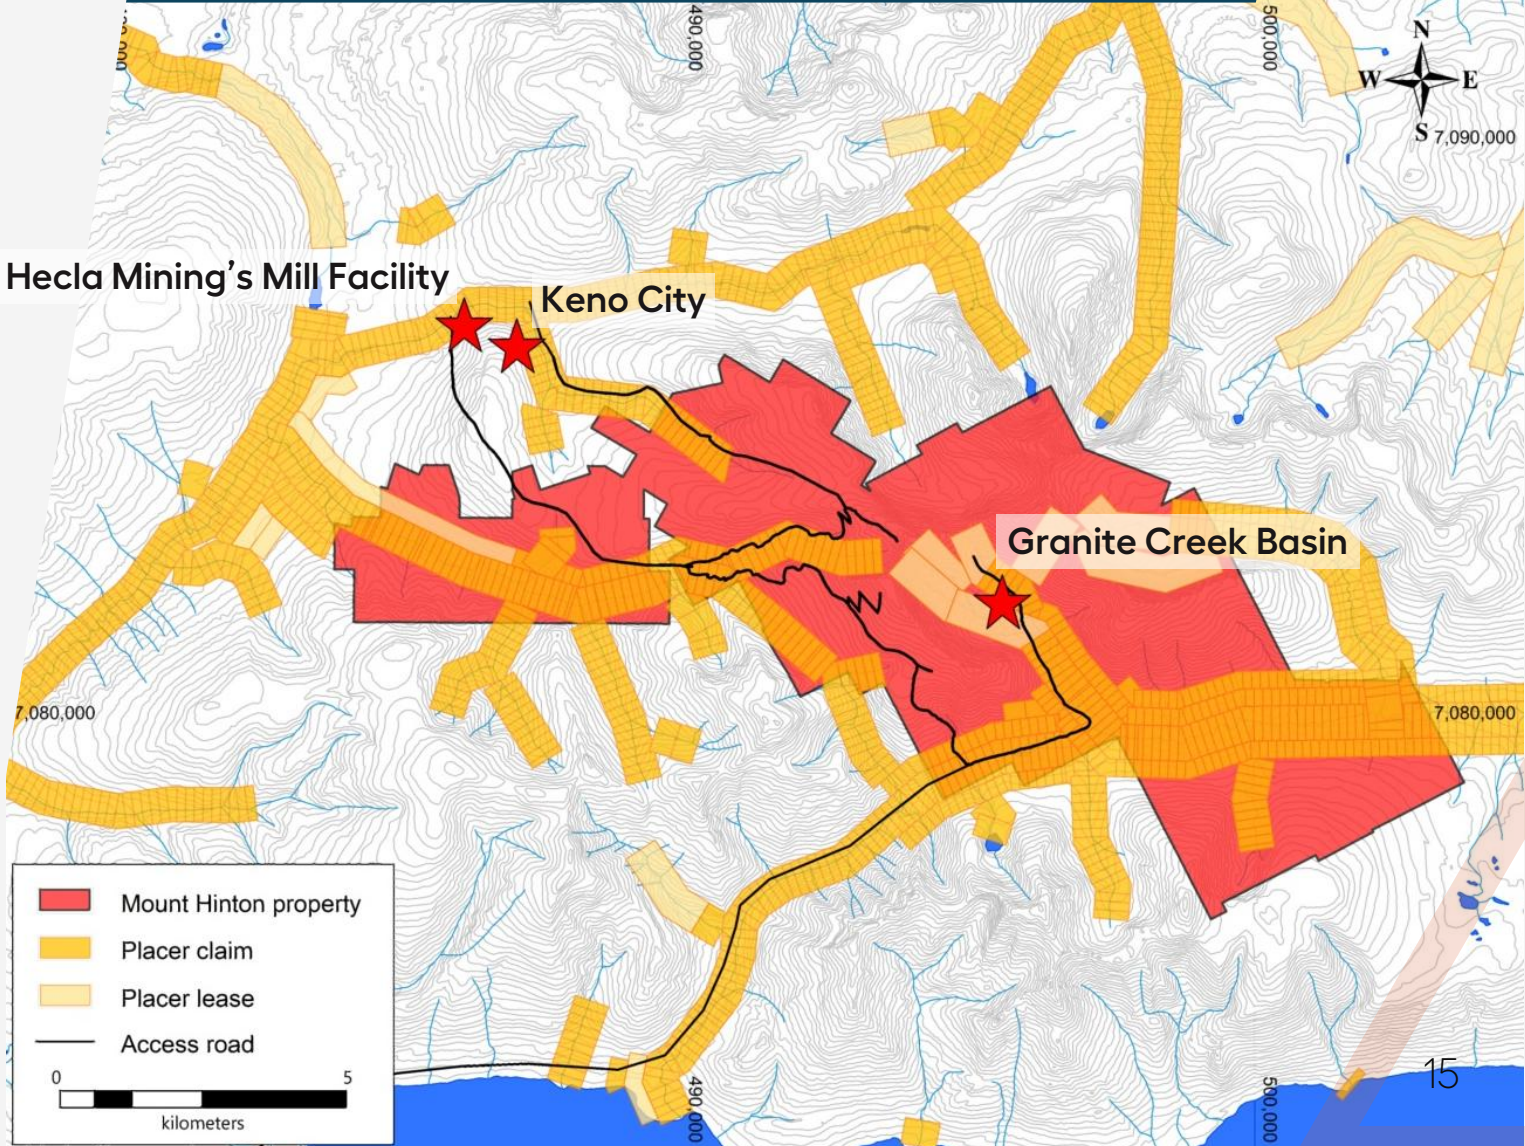 490,000
500,000
N
W E
S
7,090,000
Hecla Mining’s Mill Facility
Keno City
Granite Creek Basin
7,080,000
7,080,000
Mount Hinton property
Placer claim
Placer lease
Access road
0 5
kilometers
490,000
500,000
15